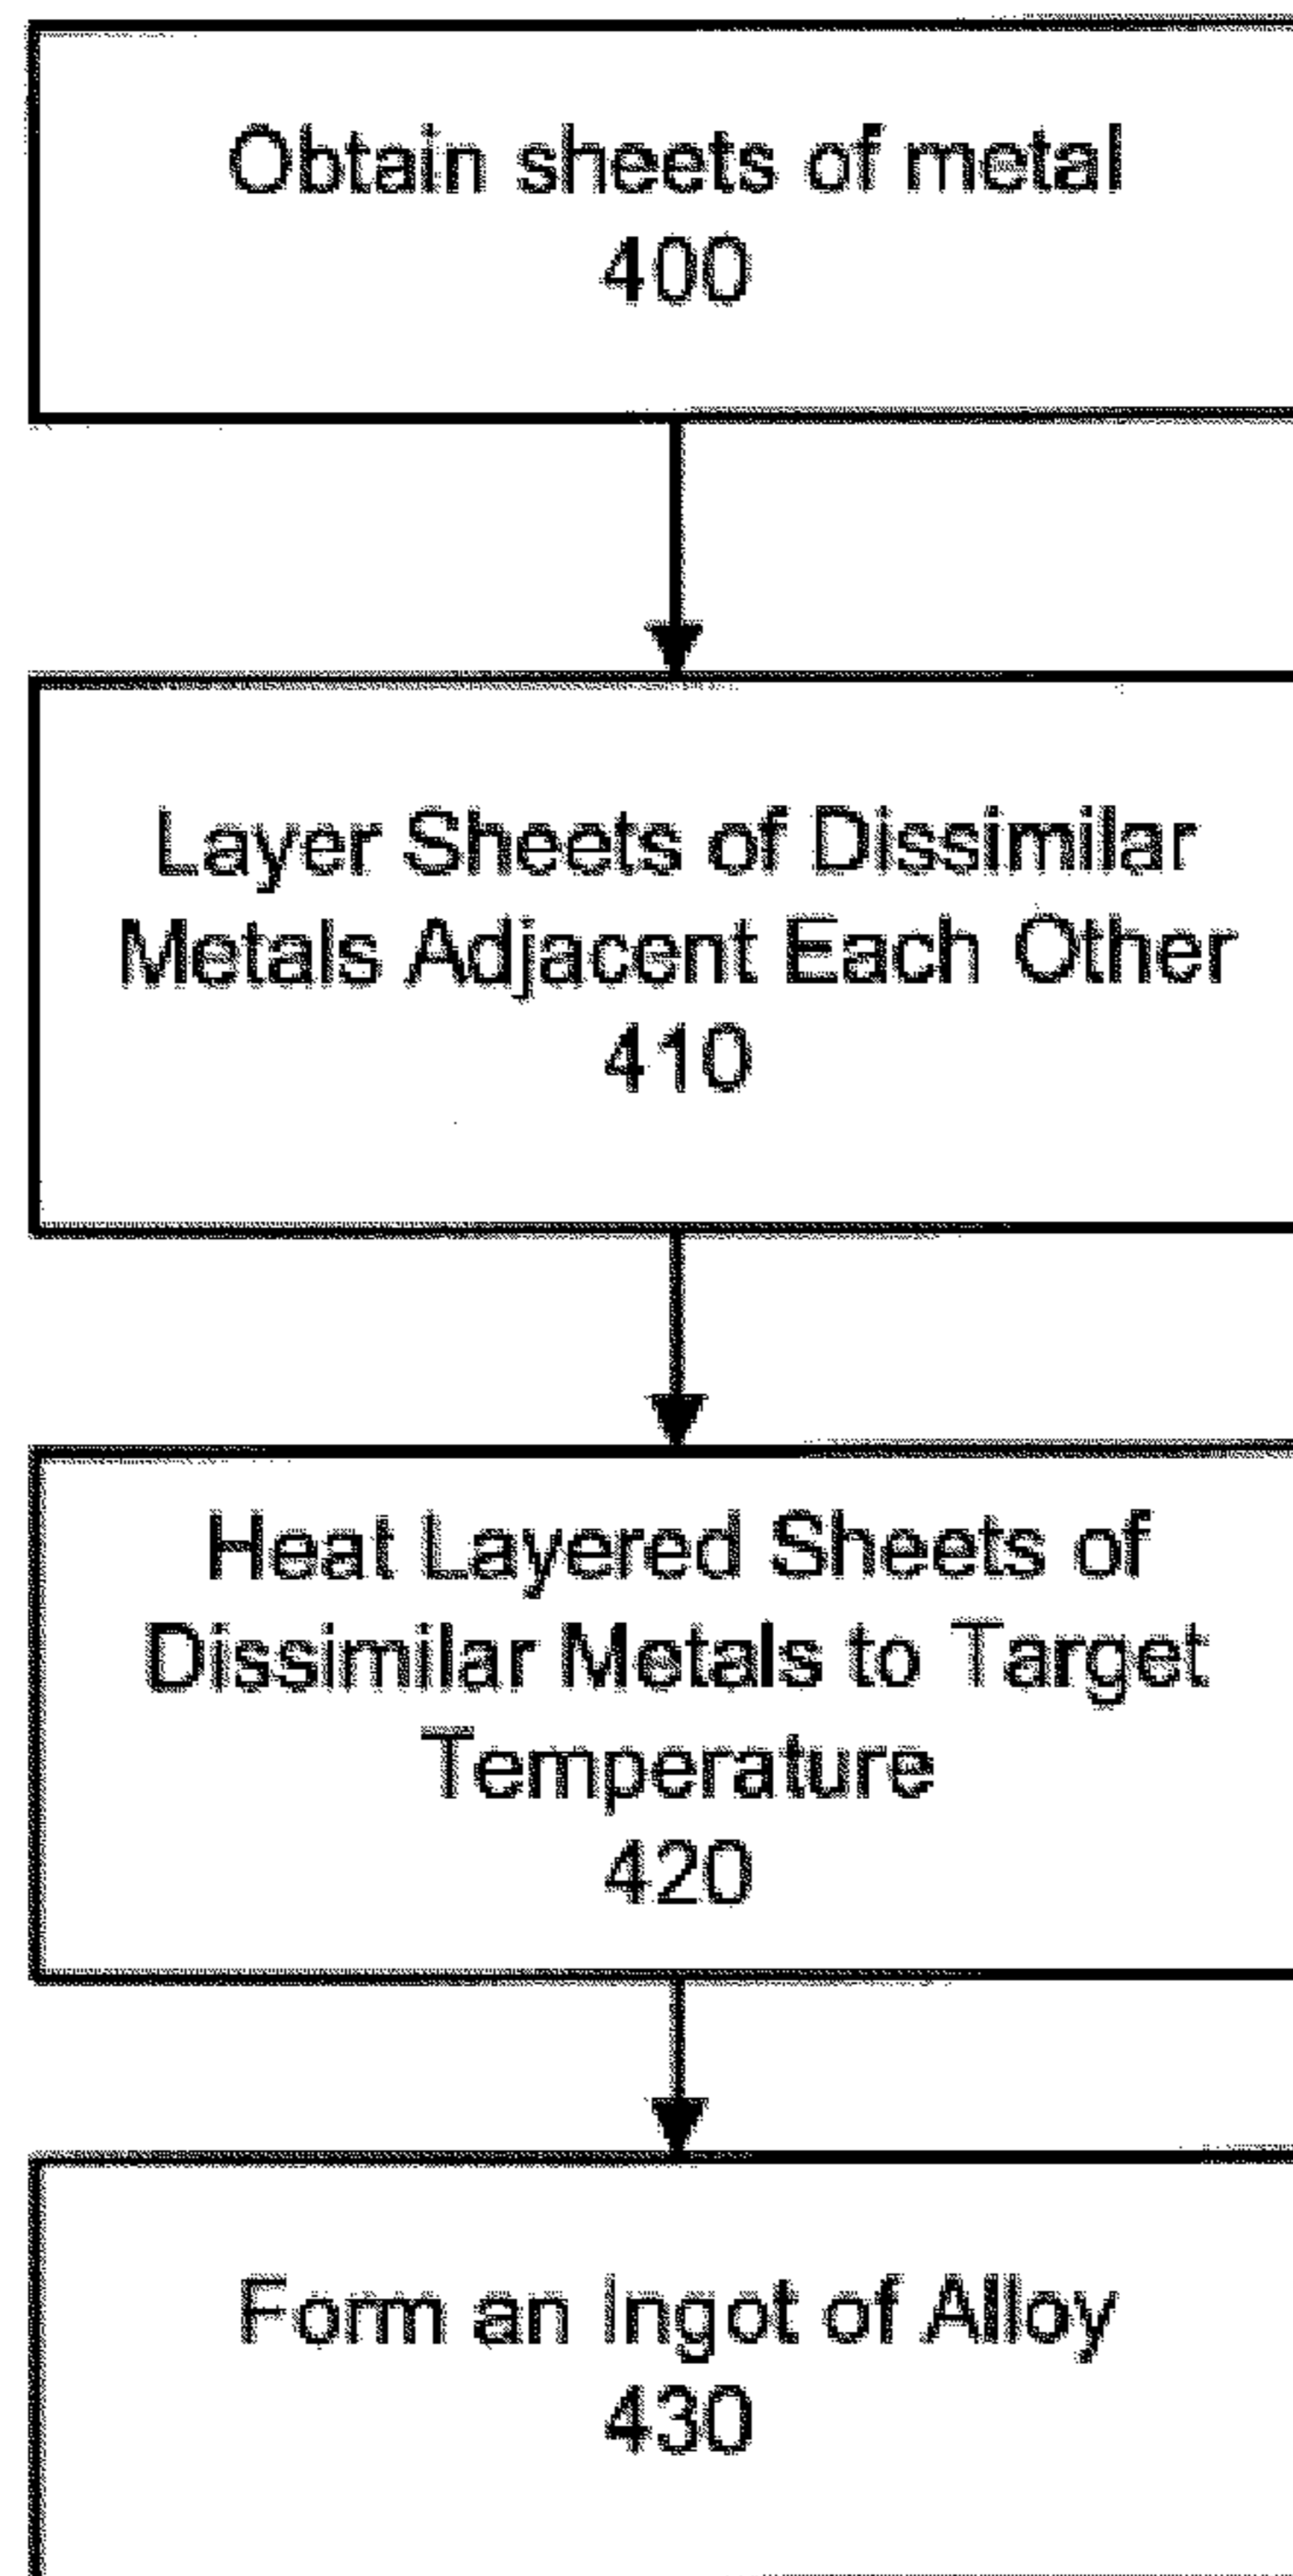 Obtain sheets of metal
400
Layer Sheets of Dissimilar
Metals Adjacent Each Other
410
Heat Layered Sheets of
Dissimilar Metals to Target
Temperature
420
Form an Ingot of Alloy
430